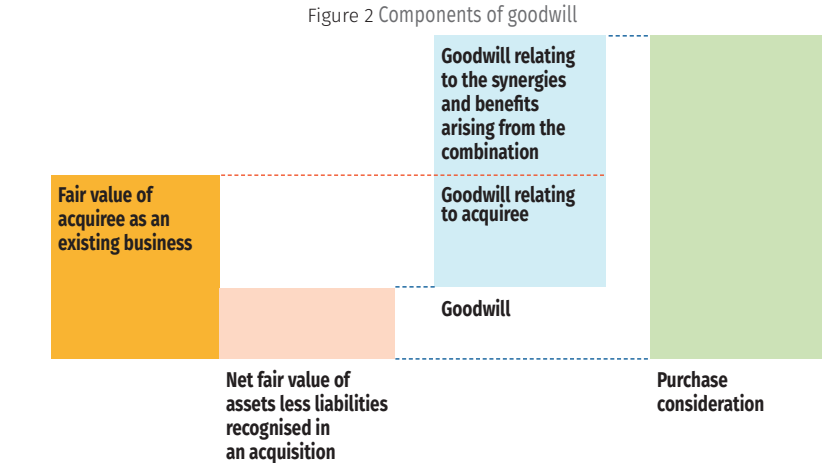 Figure 2 Components of goodwill
Goodwill relating
to the synergies
and benefits
arising from the
combination
Fair value of
acquiree as an
existing business
Goodwill relating
to acquiree
Goodwill
Net fair value of
assets less liabilities
recognised in
an acquisition
Purchase
consideration